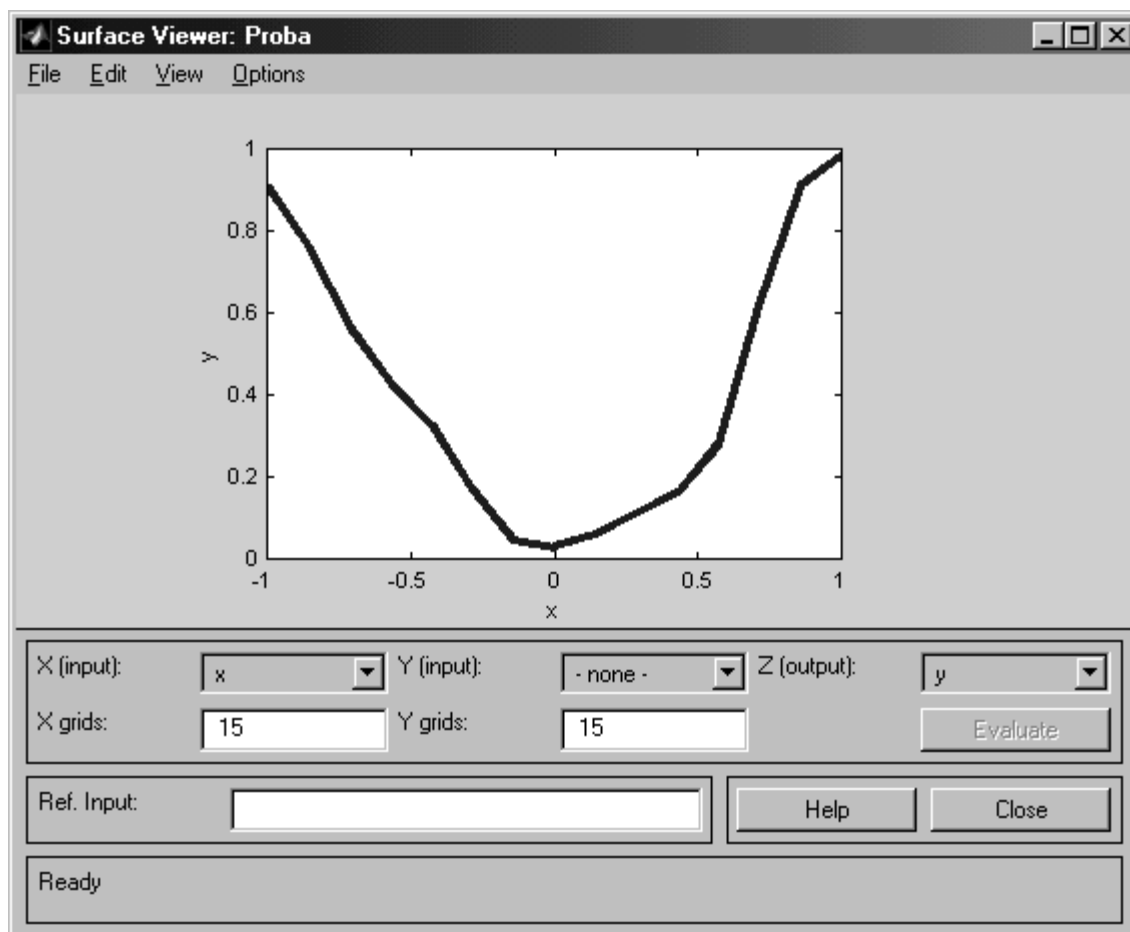 Surface Viewer: Proba
File Edit View Options
1
0.8
0.6
0.4
0.2
0
y
-1 -0.5 0 0.5 1
x
X (input): x Y (input): - none - Z (output): y
X grids: 15 Y grids: 15 Evaluate
Ref. Input: Help Close
Ready